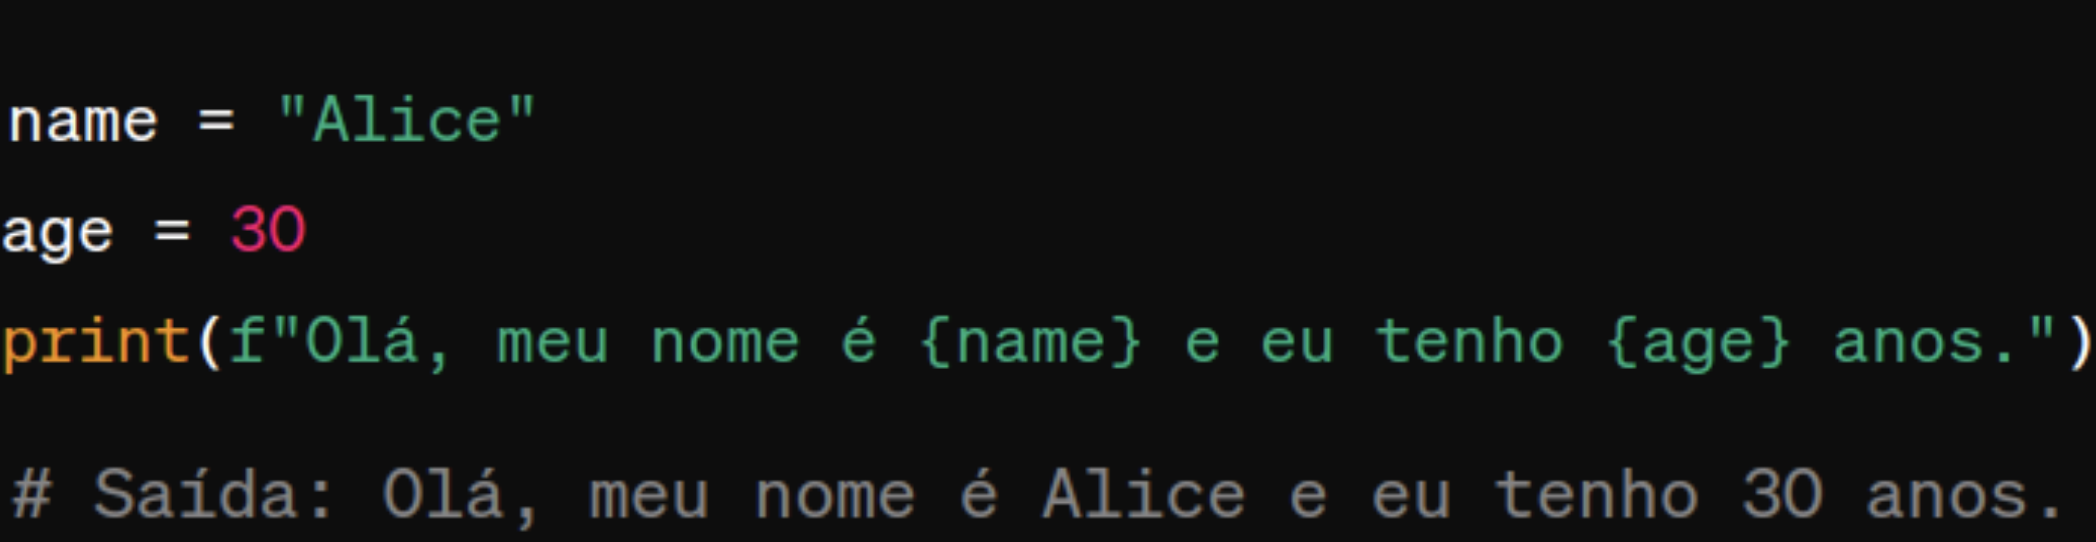 name = "Alice"
age = 30
print(f"Olá, meu nome é {name} e eu tenho {age} anos.")
# Saída: Olá, meu nome é Alice e eu tenho 30 anos.